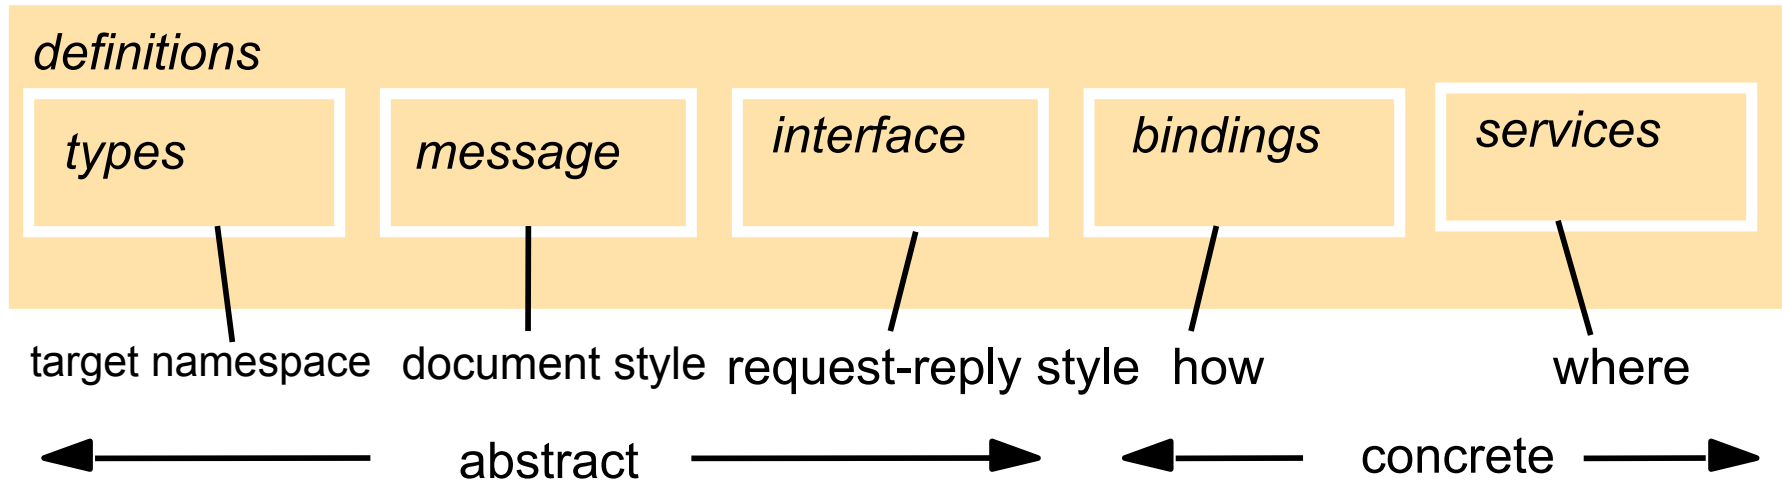 definitions
types
message
interface
bindings
services
target namespace
document style
request-reply style
how
where
abstract
concrete